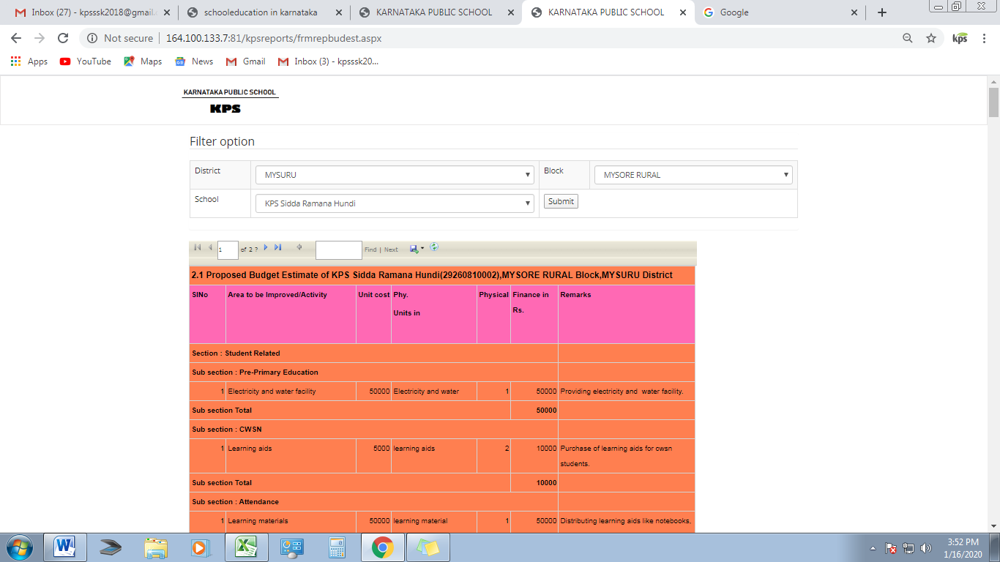 Inbox (27) - kpsssk2018@gmail.
schooleducation in karnataka
KARNATAKA PUBLIC SCHOOL
KARNATAKA PUBLIC SCHOOL
Google
Not secure 164.100.133.7:81/kpsreports/frmrepbudest.aspx
kps
Apps YouTube Maps News Gmail Inbox (3) - kpsssk20...
KARNATAKA PUBLIC SCHOOL
KPS
Filter option
District MYSURU Block MYSORE RURAL
School KPS Sidda Ramana Hundi Submit
1 of 2 ? Find | Next
2.1 Proposed Budget Estimate of KPS Sidda Ramana Hundi(29260810002),MYSORE RURAL Block,MYSURU District
SlNo Area to be Improved/Activity Unit cost Phy. Physical Finance in Remarks
Units in Rs.
Section : Student Related
Sub section : Pre-Primary Education
1 Electricity and water facility 50000 Electricity and water 1 50000 Providing electricity and water facility.
Sub section Total 50000
Sub section : CWSN
1 Learning aids 5000 learning aids 2 10000 Purchase of learning aids for cwsn
students.
Sub section Total 10000
Sub section : Attendance
1 Learning materials 50000 learning material 1 50000 Distributing learning aids like notebooks,
3:52 PM
1/16/2020